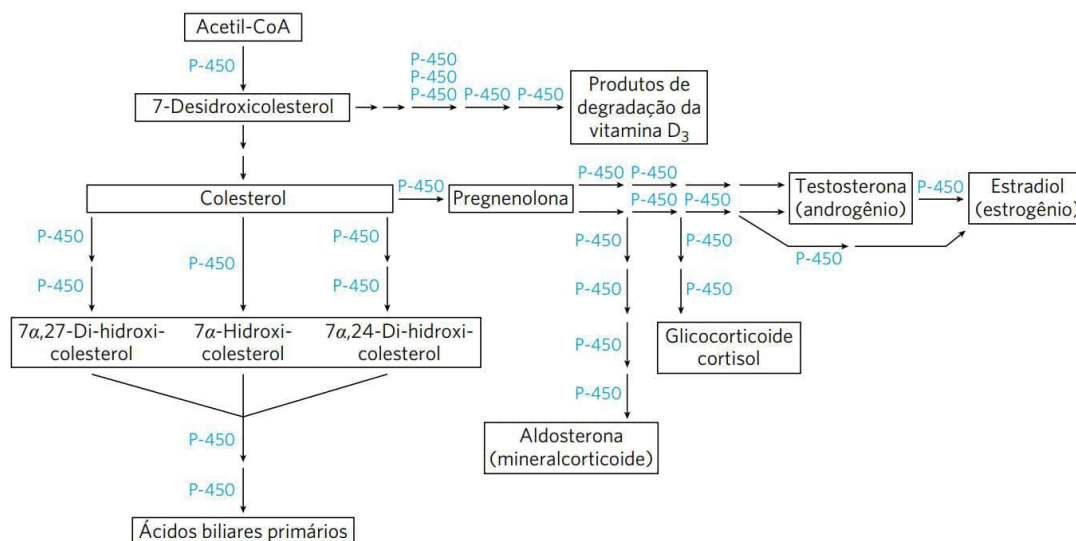 Acetil-CoA
P-450
7-Desidroxicolesterol
P-450
P-450
P-450 P-450 P-450
Produtos de
degradação da
vitamina D3
Colesterol
P-450
Pregnenolona
P-450 P-450
P-450 P-450
Testosterona
(androgênio)
P-450
Estradiol
(estrogênio)
P-450
P-450
P-450
P-450
P-450
P-450
7α,27-Di-hidroxi-
colesterol
7α-Hidroxi-
colesterol
7α,24-Di-hidroxi-
colesterol
P-450
P-450
P-450
P-450
P-450
P-450
Glicocorticoide
cortisol
Aldosterona
(mineralcorticoide)
P-450
P-450
Ácidos biliares primários